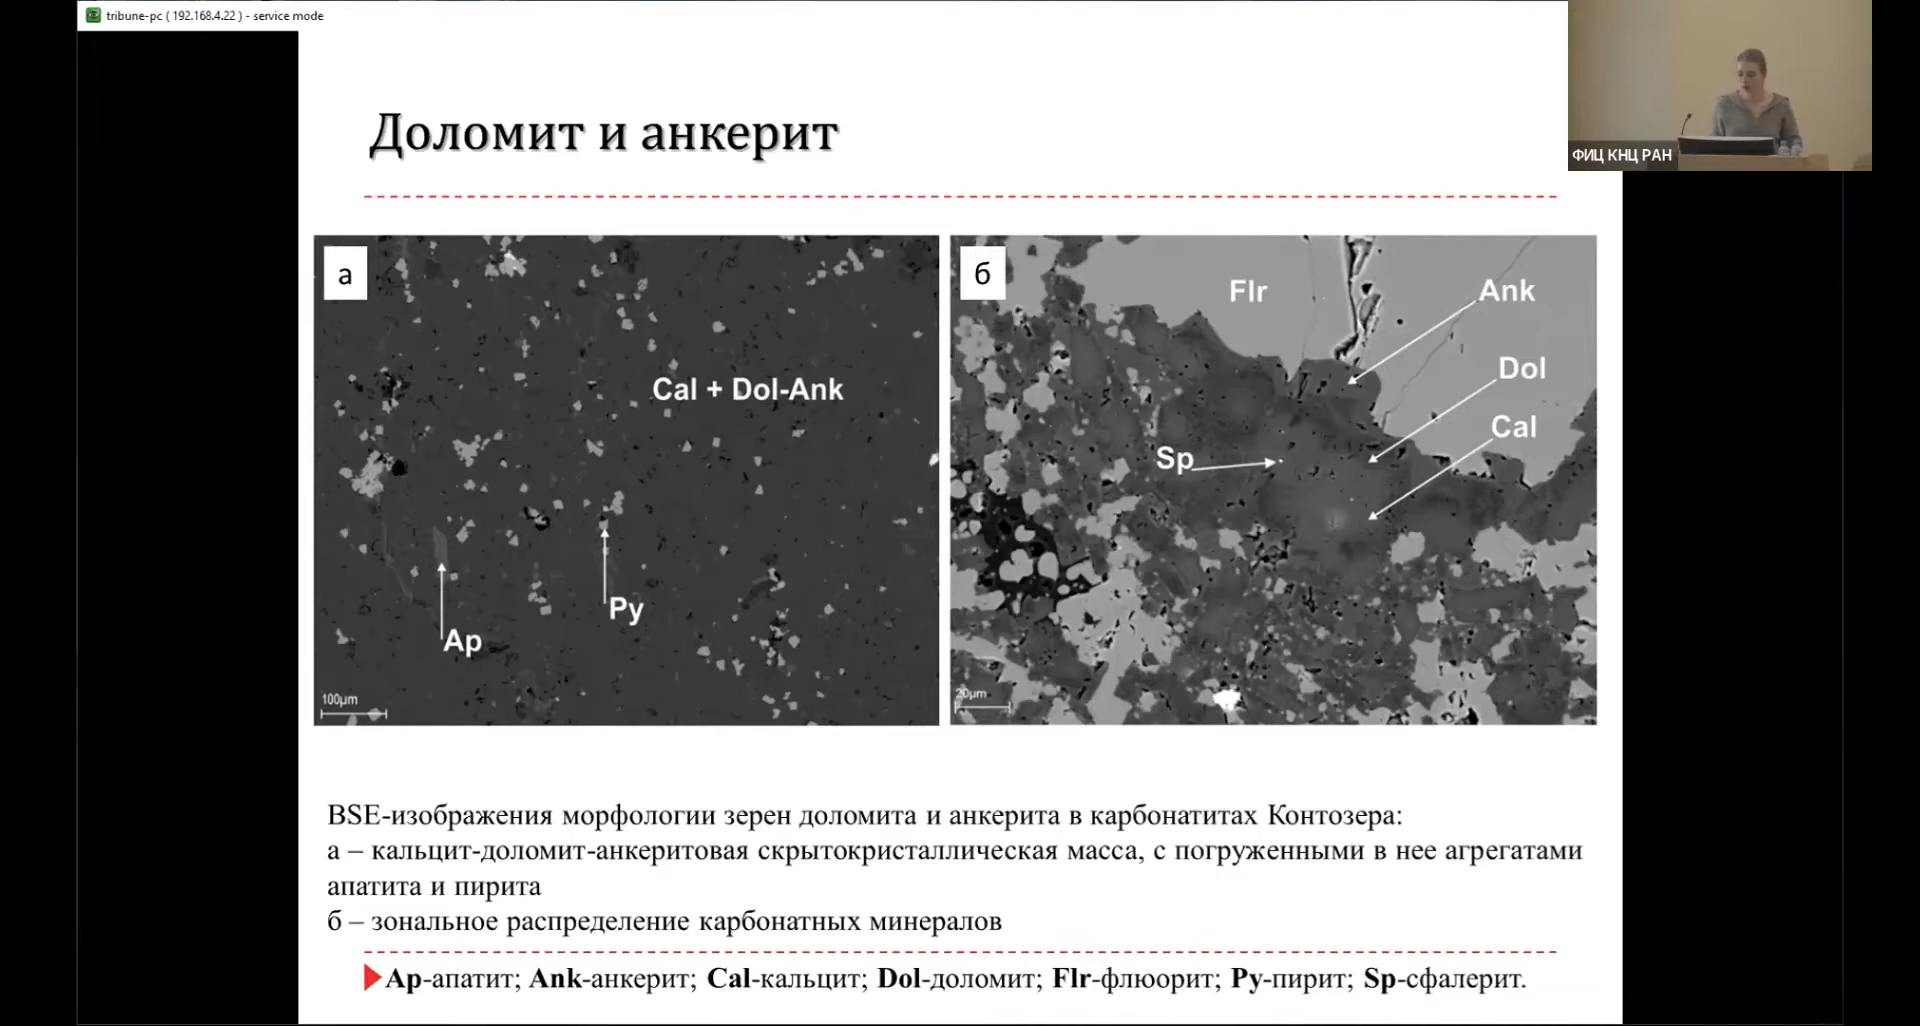 tribune-pc ( 192.168.4.22 ) - service mode
ФИЦ КНЦ РАН
Доломит и анкерит
а
Cal + Dol-Ank
Py
Ap
100µm
б
Flr
Ank
Dol
Cal
Sp
20µm
BSE-изображения морфологии зерен доломита и анкерита в карбонатитах Контозера:
а – кальцит-доломит-анкеритовая скрытокристаллическая масса, с погруженными в нее агрегатами
апатита и пирита
б – зональное распределение карбонатных минералов
Ap-апатит; Ank-анкерит; Cal-кальцит; Dol-доломит; Flr-флюорит; Py-пирит; Sp-сфалерит.